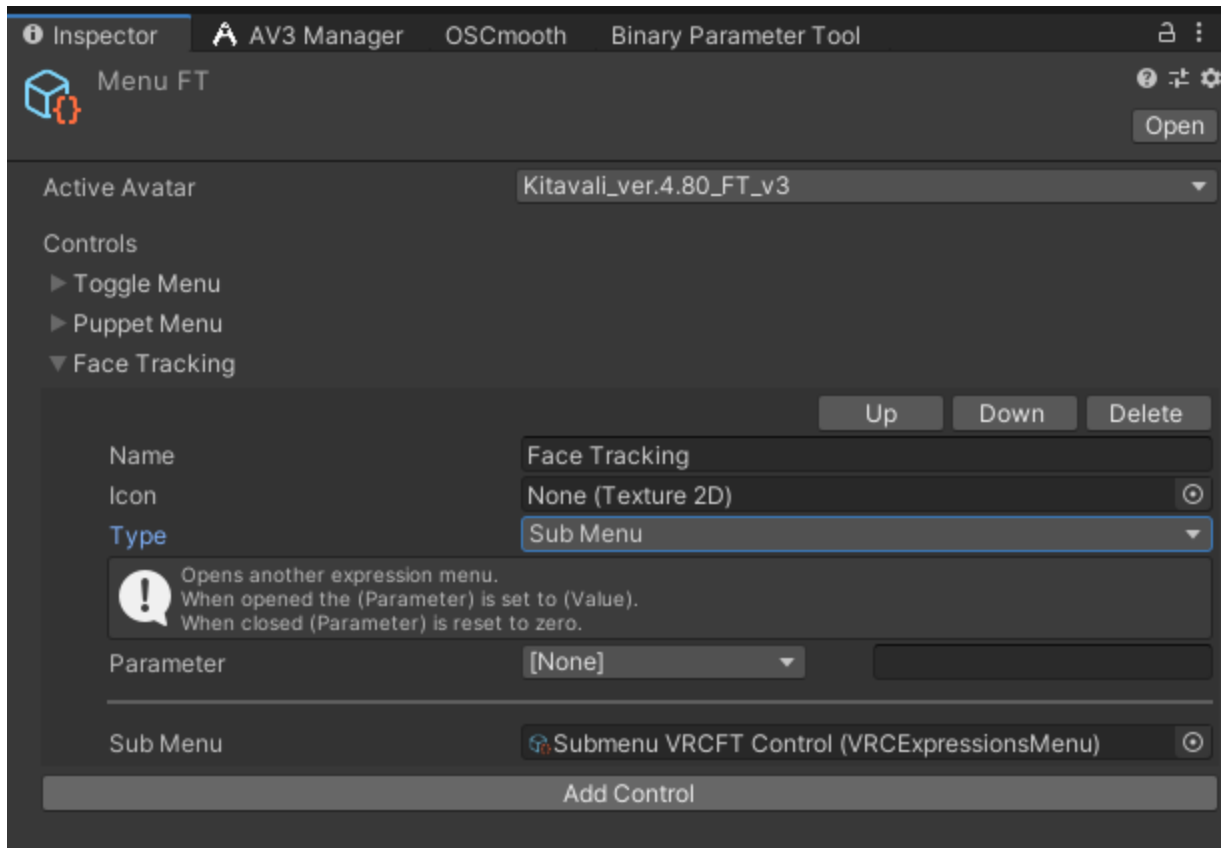 Inspector AV3 Manager OSCmooth Binary Parameter Tool
Menu FT
Open
Active Avatar Kitavali_ver.4.80_FT_v3
Controls
Toggle Menu
Puppet Menu
Face Tracking
Up Down Delete
Name Face Tracking
Icon None (Texture 2D)
Type Sub Menu
Opens another expression menu.
When opened the (Parameter) is set to (Value).
When closed (Parameter) is reset to zero.
Parameter [None]
Sub Menu Submenu VRCFT Control (VRCExpressionsMenu)
Add Control